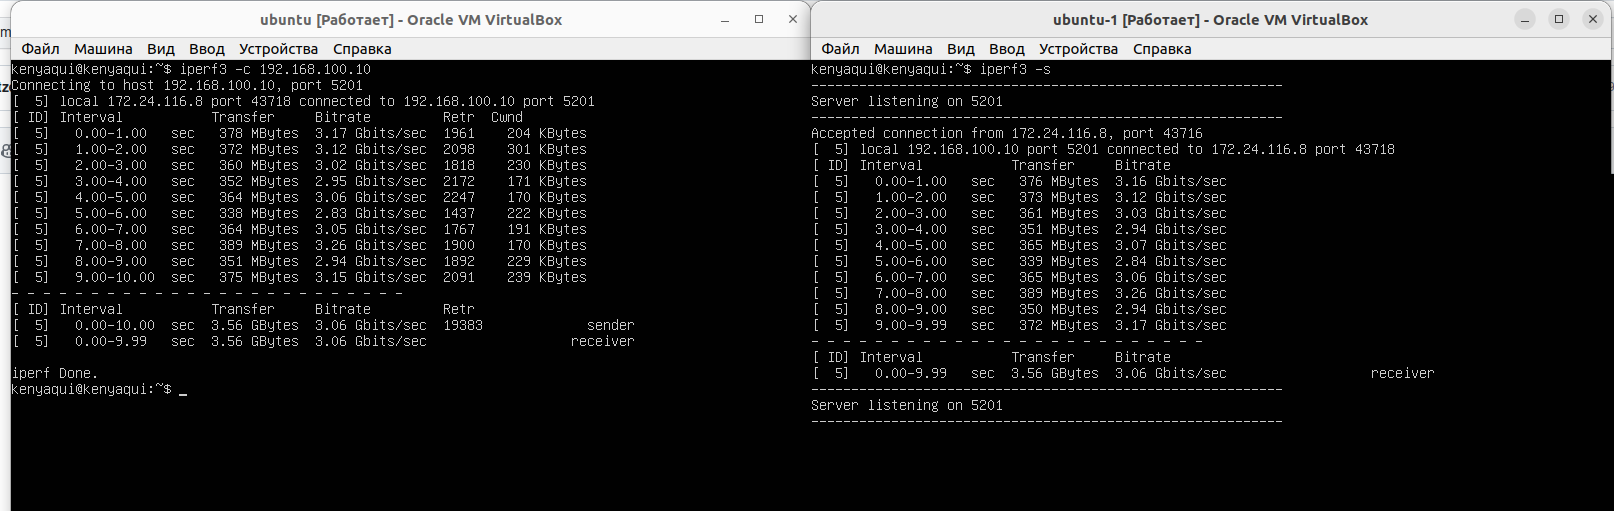 ubuntu [Работает] - Oracle VM VirtualBox
Файл Машина Вид Ввод Устройства Справка
kenyaqui@kenyaqui:~$ iperf3 -c 192.168.100.10
Connecting to host 192.168.100.10, port 5201
[  5] local 172.24.116.8 port 43718 connected to 192.168.100.10 port 5201
[ ID] Interval           Transfer     Bitrate         Retr  Cwnd
[  5]   0.00-1.00   sec   378 MBytes  3.17 Gbits/sec  1961    204 KBytes
[  5]   1.00-2.00   sec   372 MBytes  3.12 Gbits/sec  2098    301 KBytes
[  5]   2.00-3.00   sec   360 MBytes  3.02 Gbits/sec  1818    230 KBytes
[  5]   3.00-4.00   sec   352 MBytes  2.95 Gbits/sec  2172    171 KBytes
[  5]   4.00-5.00   sec   364 MBytes  3.06 Gbits/sec  2247    170 KBytes
[  5]   5.00-6.00   sec   338 MBytes  2.83 Gbits/sec  1437    222 KBytes
[  5]   6.00-7.00   sec   364 MBytes  3.05 Gbits/sec  1767    191 KBytes
[  5]   7.00-8.00   sec   389 MBytes  3.26 Gbits/sec  1900    170 KBytes
[  5]   8.00-9.00   sec   351 MBytes  2.94 Gbits/sec  1892    229 KBytes
[  5]   9.00-10.00  sec   375 MBytes  3.15 Gbits/sec  2091    239 KBytes
- - - - - - - - - - - - - - - - - - - - - - - - -
[ ID] Interval           Transfer     Bitrate         Retr
[  5]   0.00-10.00  sec  3.56 GBytes  3.06 Gbits/sec  19383             sender
[  5]   0.00-9.99   sec  3.56 GBytes  3.06 Gbits/sec                  receiver
iperf Done.
kenyaqui@kenyaqui:~$ _
ubuntu-1 [Работает] - Oracle VM VirtualBox
Файл Машина Вид Ввод Устройства Справка
kenyaqui@kenyaqui:~$ iperf3 -s
-----------------------------------------------------------
Server listening on 5201
-----------------------------------------------------------
Accepted connection from 172.24.116.8, port 43716
[  5] local 192.168.100.10 port 5201 connected to 172.24.116.8 port 43718
[ ID] Interval           Transfer     Bitrate
[  5]   0.00-1.00   sec   376 MBytes  3.16 Gbits/sec
[  5]   1.00-2.00   sec   373 MBytes  3.12 Gbits/sec
[  5]   2.00-3.00   sec   361 MBytes  3.03 Gbits/sec
[  5]   3.00-4.00   sec   351 MBytes  2.94 Gbits/sec
[  5]   4.00-5.00   sec   365 MBytes  3.07 Gbits/sec
[  5]   5.00-6.00   sec   339 MBytes  2.84 Gbits/sec
[  5]   6.00-7.00   sec   365 MBytes  3.06 Gbits/sec
[  5]   7.00-8.00   sec   389 MBytes  3.26 Gbits/sec
[  5]   8.00-9.00   sec   350 MBytes  2.94 Gbits/sec
[  5]   9.00-9.99   sec   372 MBytes  3.17 Gbits/sec
- - - - - - - - - - - - - - - - - - - - - - - - -
[ ID] Interval           Transfer     Bitrate
[  5]   0.00-9.99   sec  3.56 GBytes  3.06 Gbits/sec                  receiver
-----------------------------------------------------------
Server listening on 5201
-----------------------------------------------------------